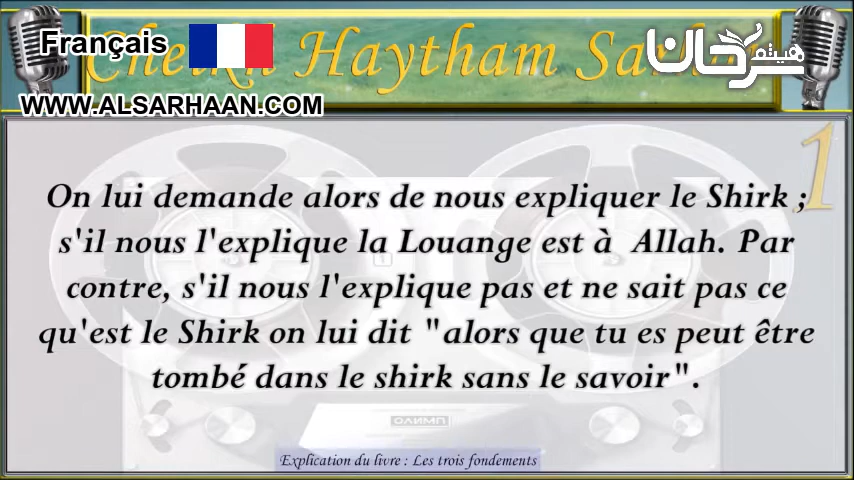 Français
Cheikh Haytham
هيثم سرحان
WWW.ALSARHAAN.COM
1
On lui demande alors de nous expliquer le Shirk ;
s'il nous l'explique la Louange est à Allah. Par
contre, s'il nous l'explique pas et ne sait pas ce
qu'est le Shirk on lui dit "alors que tu es peut être
tombé dans le shirk sans le savoir".
Explication du livre : Les trois fondements